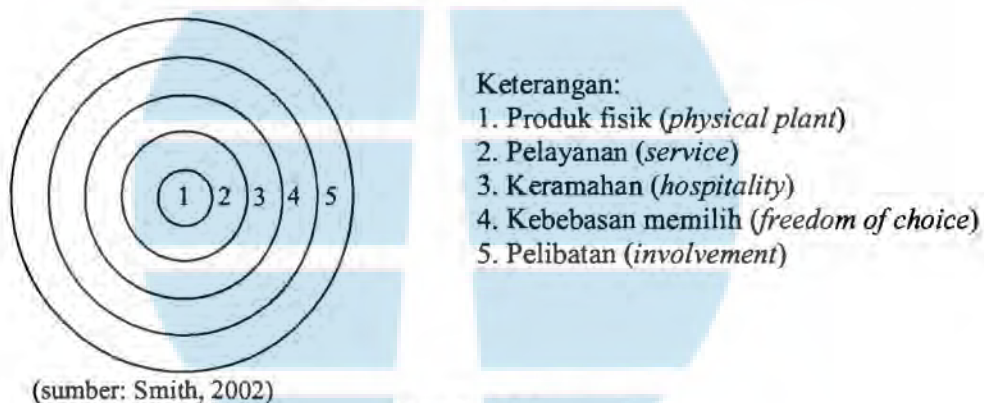 1 2 3 4 5
Keterangan:
1. Produk fisik (physical plant)
2. Pelayanan (service)
3. Keramahan (hospitality)
4. Kebebasan memilih (freedom of choice)
5. Pelibatan (involvement)
(sumber: Smith, 2002)